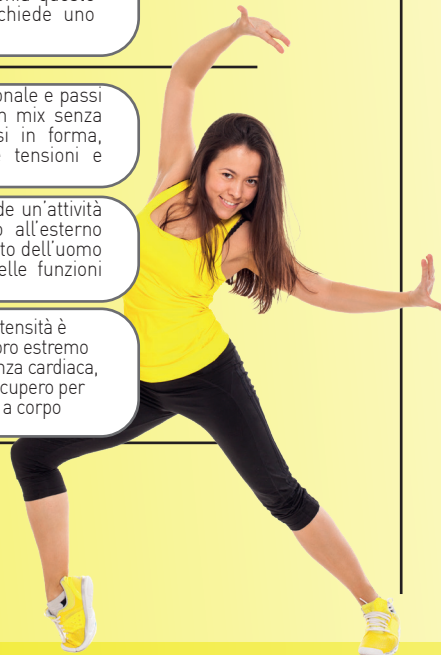 chiede uno
onale e passi
n mix senza
si in forma,
tensioni e
de un'attività
all'esterno
to dell'uomo
elle funzioni
tensità è
oro estremo
nza cardiaca,
cupero per
a corpo